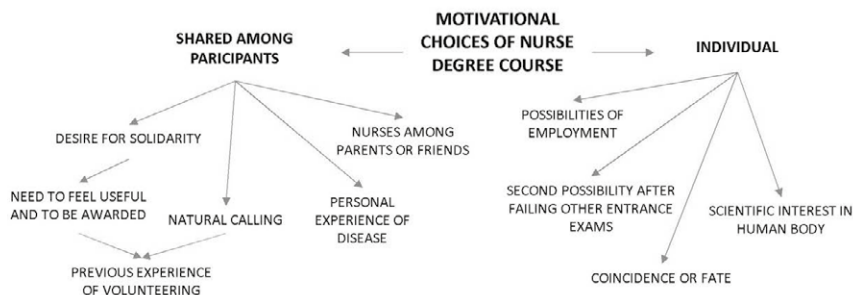 MOTIVATIONAL
CHOICES OF NURSE
DEGREE COURSE
SHARED AMONG
PARICIPANTS
INDIVIDUAL
DESIRE FOR SOLIDARITY
NURSES AMONG
PARENTS OR FRIENDS
POSSIBILITIES OF
EMPLOYMENT
NEED TO FEEL USEFUL
AND TO BE AWARDED
NATURAL CALLING
PERSONAL
EXPERIENCE OF
DISEASE
SECOND POSSIBILITY AFTER
FAILING OTHER ENTRANCE
EXAMS
SCIENTIFIC INTEREST IN
HUMAN BODY
PREVIOUS EXPERIENCE
OF VOLUNTEERING
COINCIDENCE OR FATE